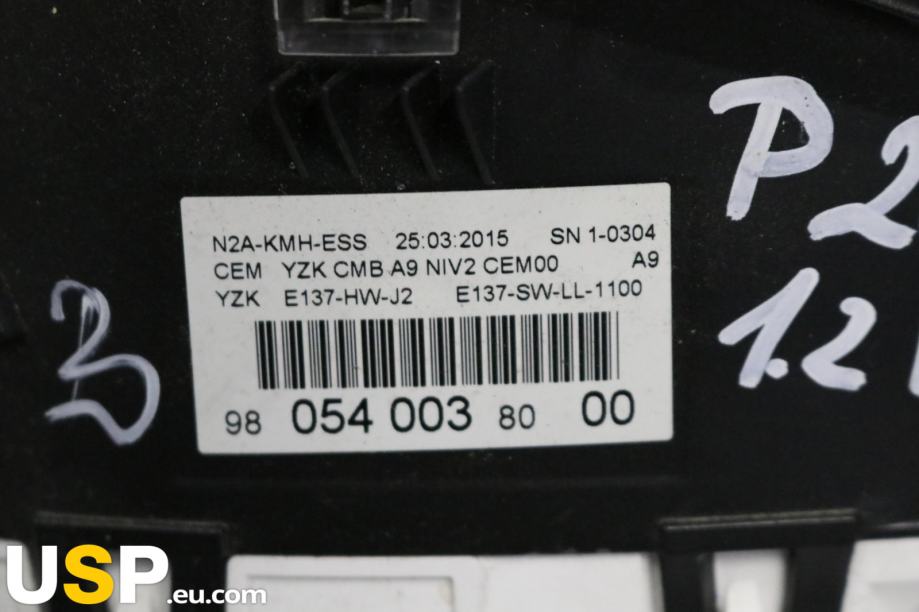 N2A-KMH-ESS 25:03:2015 SN 1-0304
CEM YZK CMB A9 NIV2 CEM00 A9
YZK E137-HW-J2 E137-SW-LL-1100
98 054 003 80 00
P 2
1.2
USP.eu.com